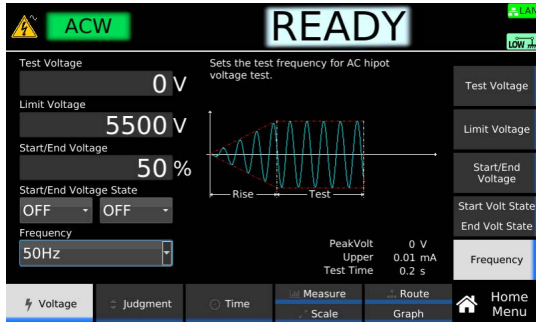 ACW
READY
LAN
LOW
Test Voltage
0 V
Limit Voltage
5500 V
Start/End Voltage
50 %
Start/End Voltage State
OFF
OFF
Frequency
50Hz
Sets the test frequency for AC hipot
voltage test.
Rise
Test
PeakVolt 0 V
Upper 0.01 mA
Test Time 0.2 s
Test Voltage
Limit Voltage
Start/End
Voltage
Start Volt State
End Volt State
Frequency
Voltage
Judgment
Time
Measure
Scale
Route
Graph
Home
Menu